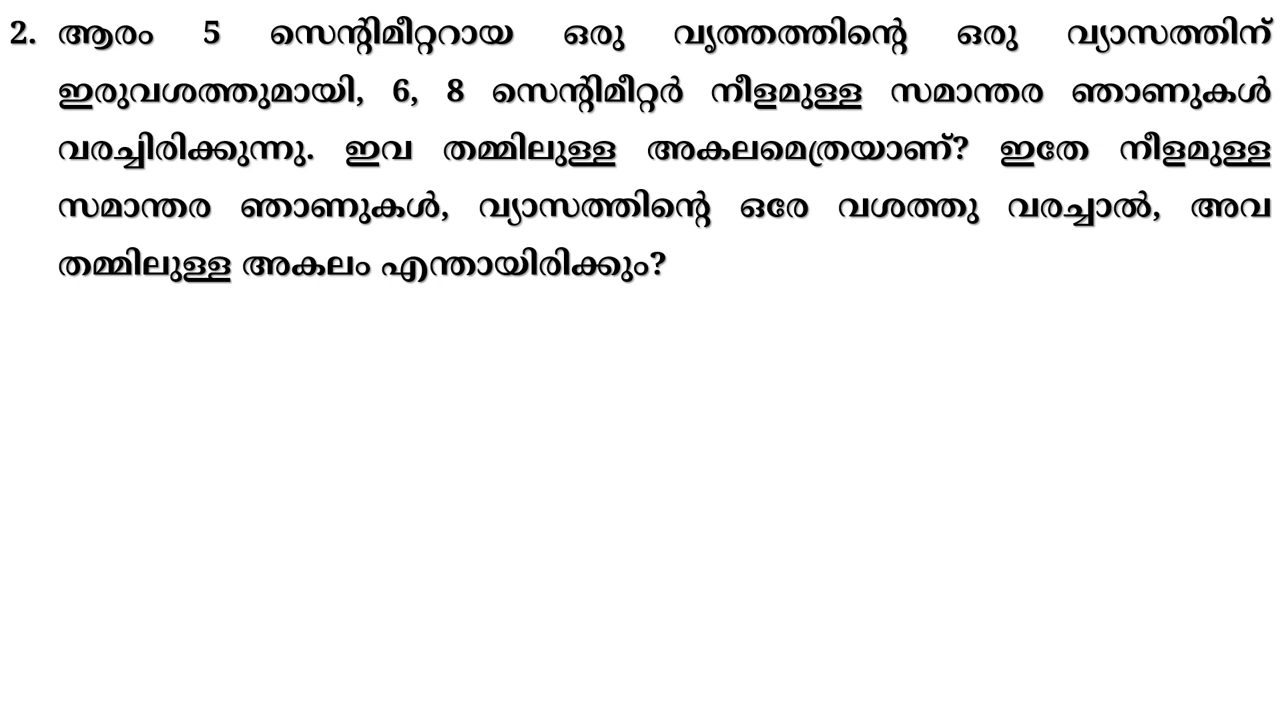 2. ആരം 5 സെന്റിമീറ്ററായ ഒരു വൃത്തത്തിന്റെ ഒരു വ്യാസത്തിന്
ഇരുവശത്തുമായി, 6, 8 സെന്റിമീറ്റർ നീളമുള്ള സമാന്തര ഞാണുകൾ
വരച്ചിരിക്കുന്നു. ഇവ തമ്മിലുള്ള അകലമെത്രയാണ്? ഇതേ നീളമുള്ള
സമാന്തര ഞാണുകൾ, വ്യാസത്തിന്റെ ഒരേ വശത്തു വരച്ചാൽ, അവ
തമ്മിലുള്ള അകലം എന്തായിരിക്കും?